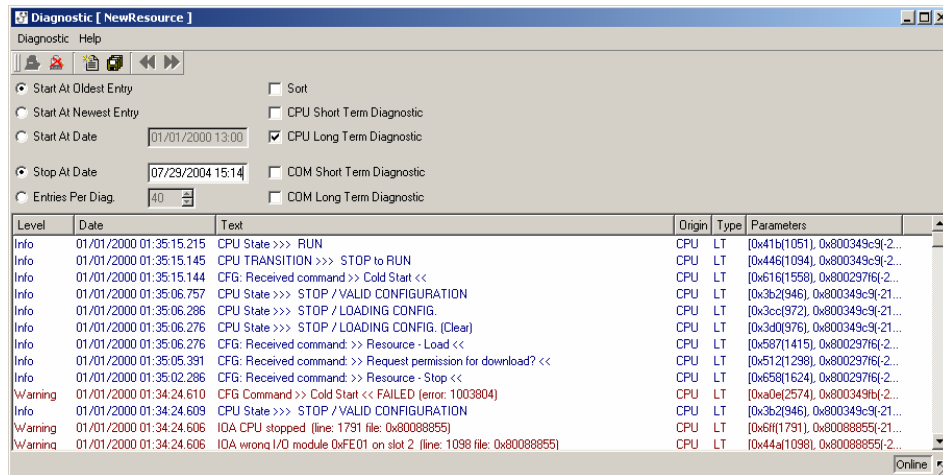 Diagnostic [ NewResource ]
Diagnostic Help
Start At Oldest Entry Sort
Start At Newest Entry CPU Short Term Diagnostic
Start At Date 01/01/2000 13:00 CPU Long Term Diagnostic
Stop At Date 07/29/2004 15:14 COM Short Term Diagnostic
Entries Per Diag. 40 COM Long Term Diagnostic
Level Date Text Origin Type Parameters
Info 01/01/2000 01:35:15.215 CPU State >>> RUN CPU LT [0x41b(1051), 0x800349c9(-2...
Info 01/01/2000 01:35:15.145 CPU TRANSITION >>> STOP to RUN CPU LT [0x446(1094), 0x800349c9(-2...
Info 01/01/2000 01:35:15.144 CFG: Received command >> Cold Start << CPU LT [0x616(1558), 0x800297f6(-2...
Info 01/01/2000 01:35:06.757 CPU State >>> STOP / VALID CONFIGURATION CPU LT [0x3b2(946), 0x800349c9(-21...
Info 01/01/2000 01:35:06.286 CPU State >>> STOP / LOADING CONFIG. CPU LT [0x3cc(972), 0x800349c9(-21...
Info 01/01/2000 01:35:06.276 CPU State >>> STOP / LOADING CONFIG. (Clear) CPU LT [0x3d0(976), 0x800349c9(-21...
Info 01/01/2000 01:35:06.276 CFG: Received command: >> Resource - Load << CPU LT [0x587(1415), 0x800297f6(-2...
Info 01/01/2000 01:35:05.391 CFG: Received command: >> Request permission for download? << CPU LT [0x512(1298), 0x800297f6(-2...
Info 01/01/2000 01:35:02.286 CFG: Received command: >> Resource - Stop << CPU LT [0x658(1624), 0x800297f6(-2...
Warning 01/01/2000 01:34:24.610 CFG Command >> Cold Start << FAILED (error: 1003804) CPU LT [0xa0e(2574), 0x800349fb(-2...
Info 01/01/2000 01:34:24.609 CPU State >>> STOP / VALID CONFIGURATION CPU LT [0x3b2(946), 0x800349c9(-21...
Warning 01/01/2000 01:34:24.606 IOA CPU stopped (line: 1791 file: 0x80088855) CPU LT [0x6ff(1791), 0x80088855(-21...
Warning 01/01/2000 01:34:24.606 IOA wrong I/O module 0xFE01 on slot 2 (line: 1098 file: 0x80088855) CPU LT [0x44a(1098), 0x80088855(-2...
Online